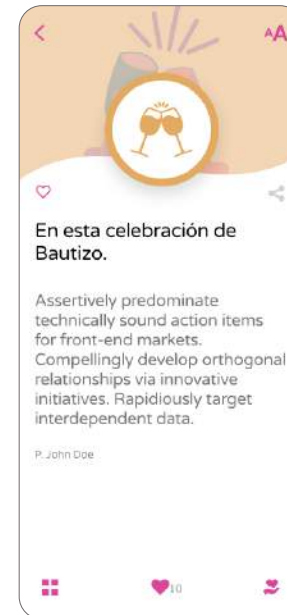 AA
En esta celebración de
Bautizo.
Assertively predominate
technically sound action items
for front-end markets.
Compellingly develop orthogonal
relationships via innovative
initiatives. Rapidiously target
interdependent data.
P. John Doe
10